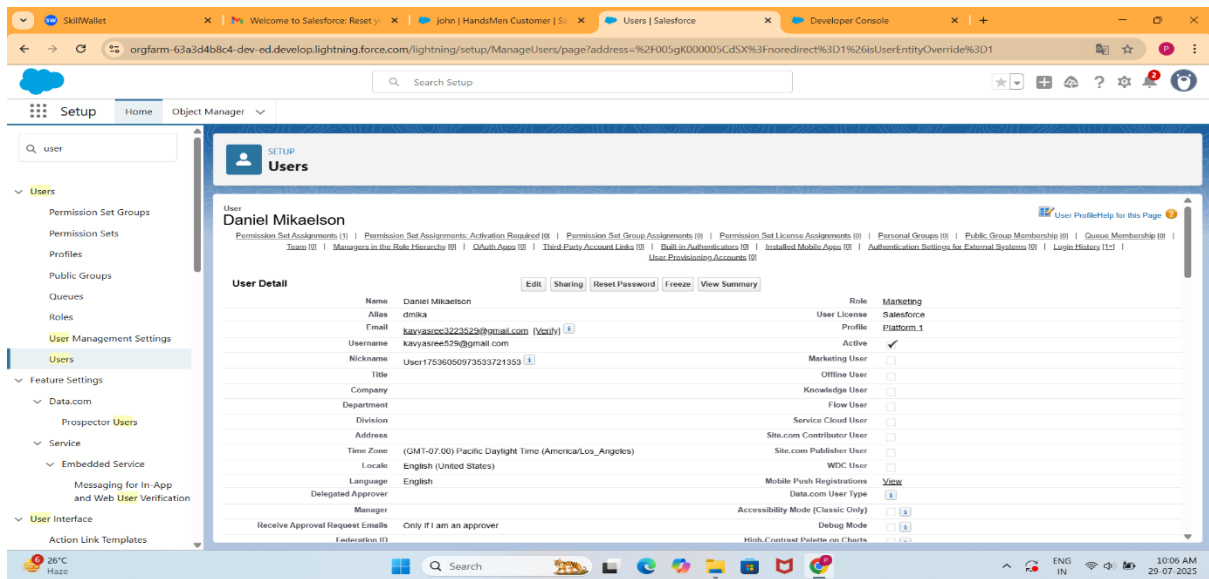 SkillWallet
Welcome to Salesforce: Reset y
john | HandsMen Customer | Sa
Users | Salesforce
Developer Console
orgfarm-63a3d4b8c4-dev-ed.develop.lightning.force.com/lightning/setup/ManageUsers/page?address=%2F005gK000005CdSX%3Fnoredirect%3D1%26isUserEntityOverride%3D1
P
Search Setup
2
Setup Home Object Manager
user
Users
Permission Set Groups
Permission Sets
Profiles
Public Groups
Queues
Roles
User Management Settings
Users
Feature Settings
Data.com
Prospector Users
Service
Embedded Service
Messaging for In-App
and Web User Verification
User Interface
Action Link Templates
SETUP
Users
User
Daniel Mikaelson
User Profile Help for this Page
Permission Set Assignments [1] | Permission Set Assignments: Activation Required [0] | Permission Set Group Assignments [0] | Permission Set License Assignments [0] | Personal Groups [0] | Public Group Membership [0] | Queue Membership [0] |
Team [0] | Managers in the Role Hierarchy [0] | OAuth Apps [0] | Third-Party Account Links [0] | Built-in Authenticators [0] | Installed Mobile Apps [0] | Authentication Settings for External Systems [0] | Login History [1+] |
User Provisioning Accounts [0]
User Detail Edit Sharing Reset Password Freeze View Summary
Name Daniel Mikaelson Role Marketing
Alias dmika User License Salesforce
Email kavyasree3223529@gmail.com [Verify] i Profile Platform 1
Username kavyasree529@gmail.com Active ✓
Nickname User17536050973533721353 i Marketing User
Title Offline User
Company Knowledge User
Department Flow User
Division Service Cloud User
Address Site.com Contributor User
Time Zone (GMT-07:00) Pacific Daylight Time (America/Los_Angeles) Site.com Publisher User
Locale English (United States) WDC User
Language English Mobile Push Registrations View
Delegated Approver Data.com User Type i
Manager Accessibility Mode (Classic Only) i
Receive Approval Request Emails Only if I am an approver Debug Mode i
Federation ID High-Contrast Palette on Charts
6
26°C
Haze
Search
ENG
IN
10:06 AM
29-07-2025